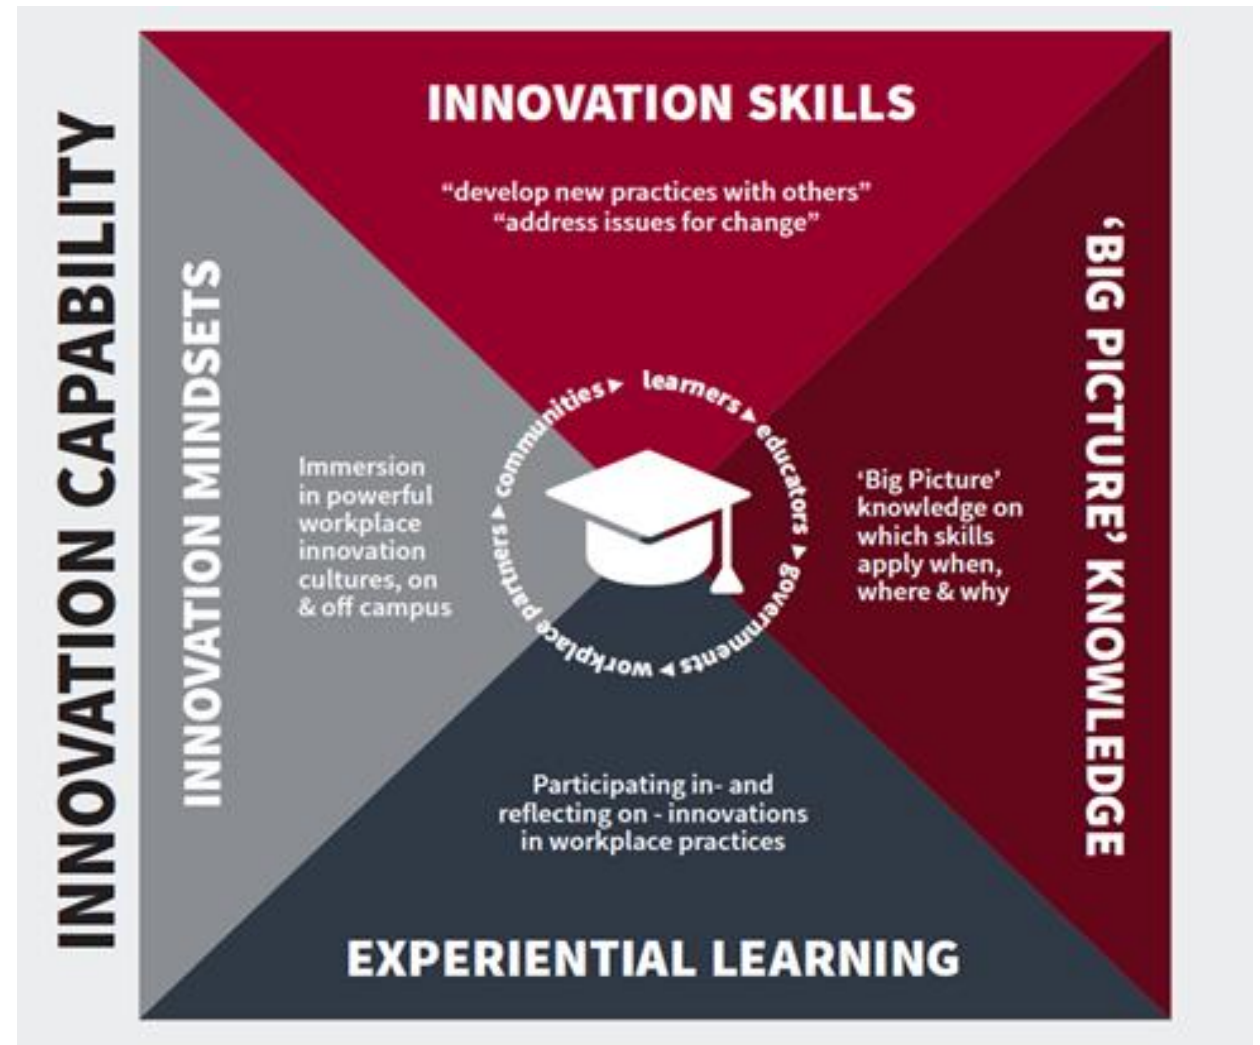 INNOVATION CAPABILITY
INNOVATION SKILLS
“develop new practices with others”
“address issues for change”
INNOVATION MINDSETS
Immersion
in powerful
workplace
innovation
cultures, on
& off campus
learners ▸ educators ▸ governments ▸ workplace partners ▸ communities ▸
‘Big Picture’
knowledge on
which skills
apply when,
where & why
‘BIG PICTURE’ KNOWLEDGE
Participating in- and
reflecting on - innovations
in workplace practices
EXPERIENTIAL LEARNING